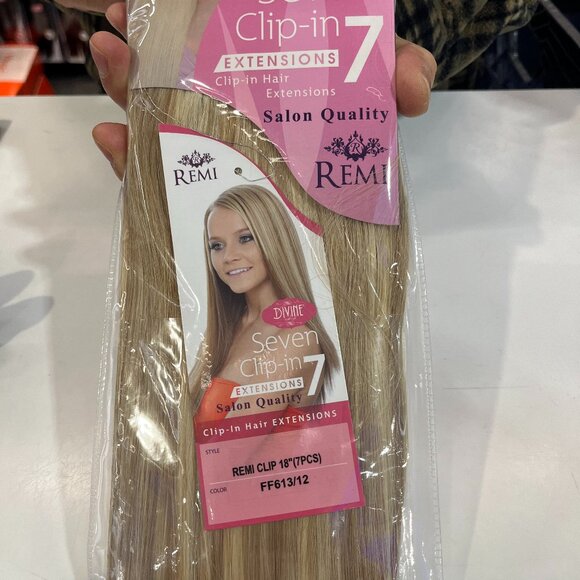 Seven
Clip-in 7
EXTENSIONS
Clip-in Hair
Extensions
Salon Quality
R
REMI
R
REMI
DIVINE
Seven
Clip-in 7
EXTENSIONS
Salon Quality
Clip-In Hair EXTENSIONS
STYLE
REMI CLIP 18"(7PCS)
COLOR
FF613/12